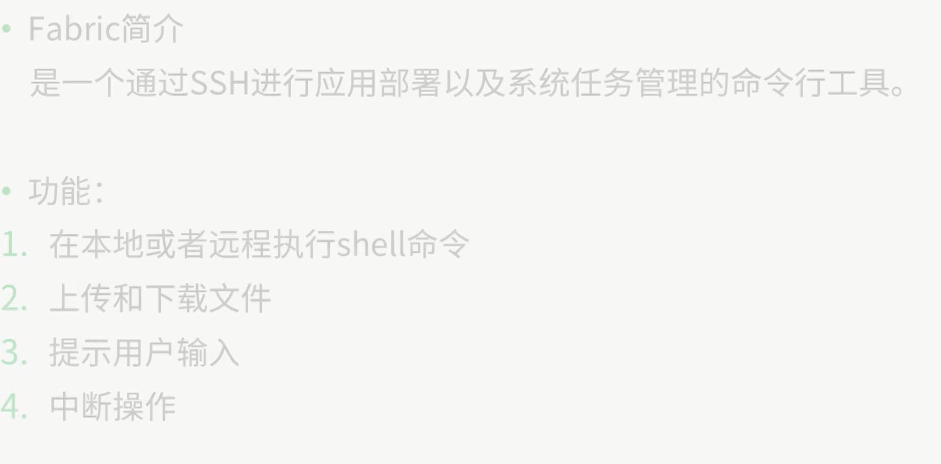 • Fabric简介
是一个通过SSH进行应用部署以及系统任务管理的命令行工具。
• 功能：
1. 在本地或者远程执行shell命令
2. 上传和下载文件
3. 提示用户输入
4. 中断操作